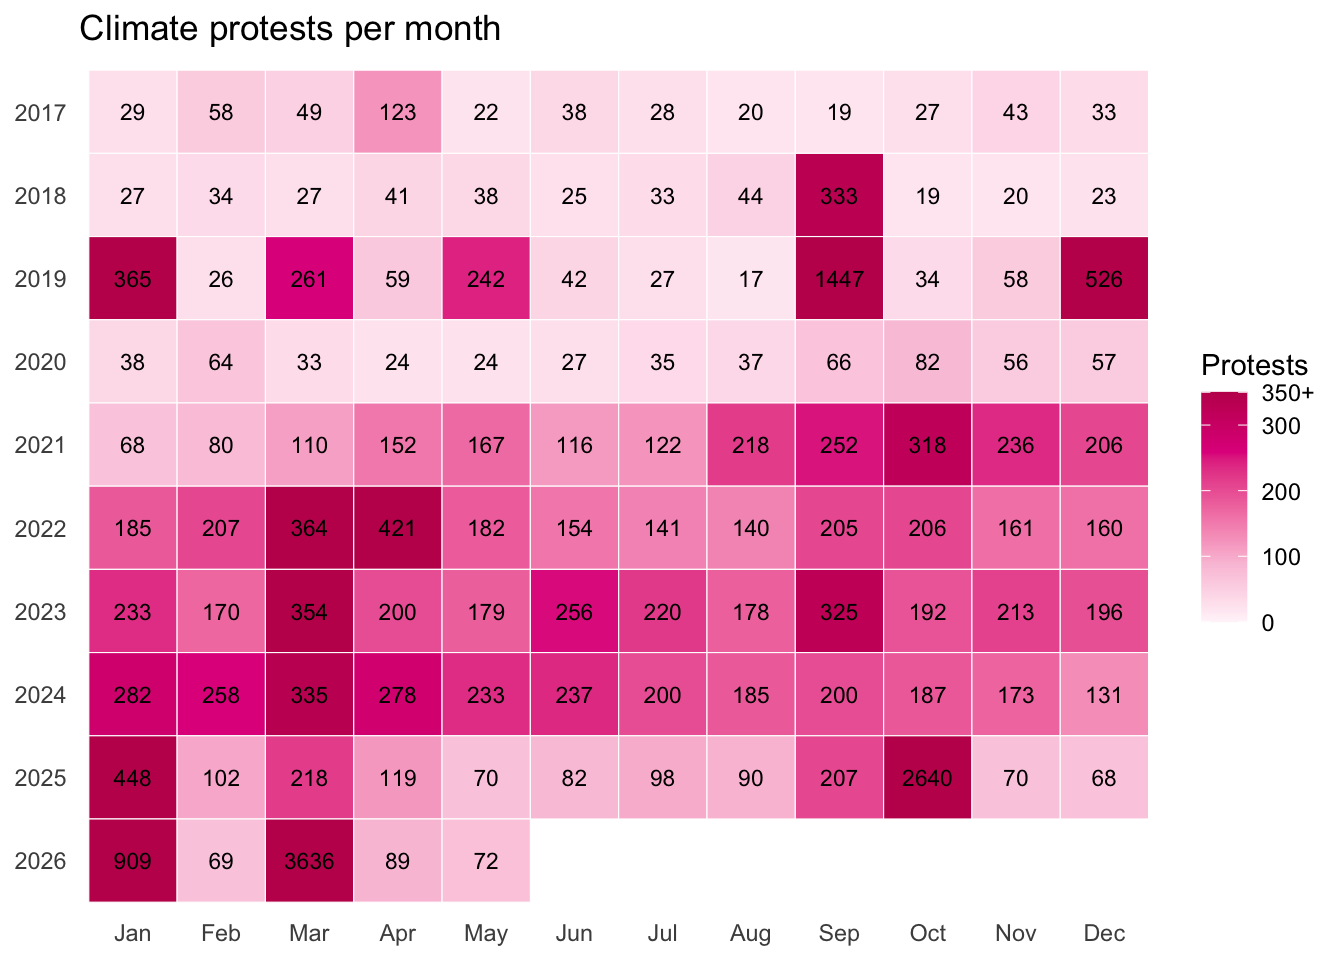 Climate protests per month
2017 29 58 49 123 22 38 28 20 19 27 43 33
2018 27 34 27 41 38 25 33 44 333 19 20 23
2019 365 26 261 59 242 42 27 17 1447 34 58 526
2020 38 64 33 24 24 27 35 37 66 82 56 57
2021 68 80 110 152 167 116 122 218 252 318 236 206
2022 185 207 364 421 182 154 141 140 205 206 161 160
2023 233 170 354 200 179 256 220 178 325 192 213 196
2024 282 258 335 278 233 237 200 185 200 187 173 131
2025 448 102 218 119 70 82 98 90 207 2640 70 68
2026 909 69 3636 89 72
Jan Feb Mar Apr May Jun Jul Aug Sep Oct Nov Dec
Protests
350+
300
200
100
0